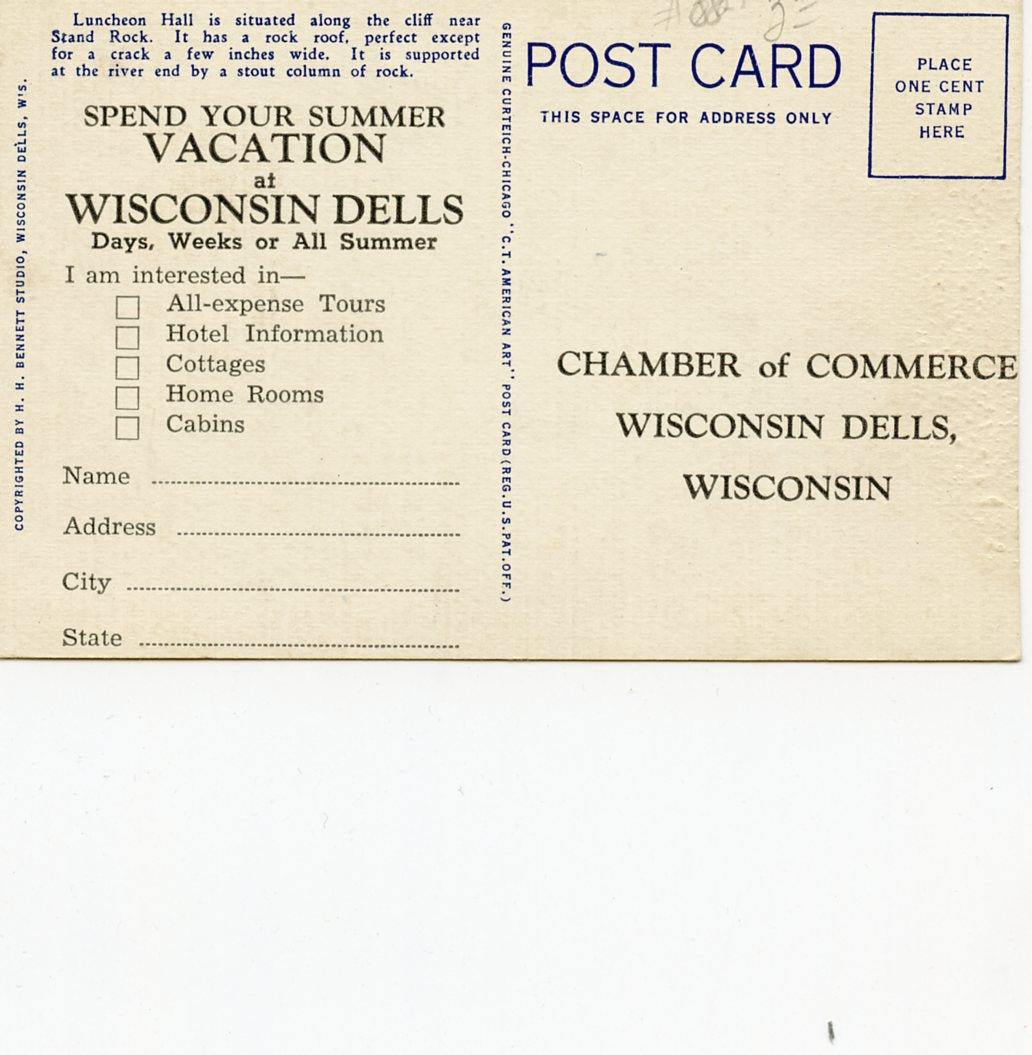 Luncheon Hall is situated along the cliff near
Stand Rock. It has a rock roof, perfect except
for a crack a few inches wide. It is supported
at the river end by a stout column of rock.
COPYRIGHTED BY H. H. BENNETT STUDIO, WISCONSIN DELLS, W'S.
SPEND YOUR SUMMER
VACATION
at
WISCONSIN DELLS
Days, Weeks or All Summer
I am interested in—
All-expense Tours
Hotel Information
Cottages
Home Rooms
Cabins
Name
Address
City
State
GENUINE CURTEICH-CHICAGO "C.T. AMERICAN ART" POST CARD (REG. U.S. PAT. OFF.)
POST CARD
THIS SPACE FOR ADDRESS ONLY
PLACE
ONE CENT
STAMP
HERE
CHAMBER of COMMERCE
WISCONSIN DELLS,
WISCONSIN